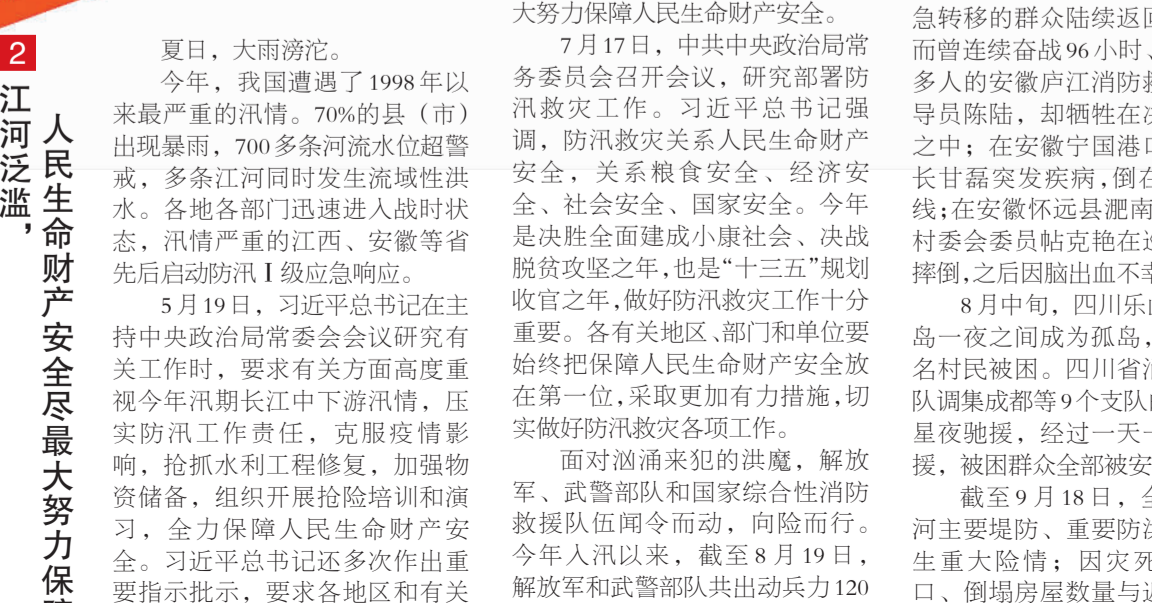 2
江河泛滥，
人民生命财产安全尽最大努力保
夏日，大雨滂沱。
今年，我国遭遇了1998年以
来最严重的汛情。70%的县（市）
出现暴雨，700多条河流水位超警
戒，多条江河同时发生流域性洪
水。各地各部门迅速进入战时状
态，汛情严重的江西、安徽等省
先后启动防汛Ⅰ级应急响应。
5月19日，习近平总书记在主
持中央政治局常委会会议研究有
关工作时，要求有关方面高度重
视今年汛期长江中下游汛情，压
实防汛工作责任，克服疫情影
响，抢抓水利工程修复，加强物
资储备，组织开展抢险培训和演
习，全力保障人民生命财产安
全。习近平总书记还多次作出重
要指示批示，要求各地区和有关
大努力保障人民生命财产安全。
7月17日，中共中央政治局常
务委员会召开会议，研究部署防
汛救灾工作。习近平总书记强
调，防汛救灾关系人民生命财产
安全，关系粮食安全、经济安
全、社会安全、国家安全。今年
是决胜全面建成小康社会、决战
脱贫攻坚之年，也是“十三五”规划
收官之年，做好防汛救灾工作十分
重要。各有关地区、部门和单位要
始终把保障人民生命财产安全放
在第一位，采取更加有力措施，切
实做好防汛救灾各项工作。
面对汹涌来犯的洪魔，解放
军、武警部队和国家综合性消防
救援队伍闻令而动，向险而行。
今年入汛以来，截至8月19日，
解放军和武警部队共出动兵力120
急转移的群众陆续返
而曾连续奋战96小时、
多人的安徽庐江消防
导员陈陆，却牺牲在
之中；在安徽宁国港
长甘磊突发疾病，倒
线；在安徽怀远县淝南
村委会委员帖克艳在
摔倒，之后因脑出血不
8月中旬，四川乐
岛一夜之间成为孤岛，
名村民被困。四川省
队调集成都等9个支队
星夜驰援，经过一天
援，被困群众全部被安
截至9月18日，
河主要堤防、重要防
生重大险情；因灾死
口、倒塌房屋数量与